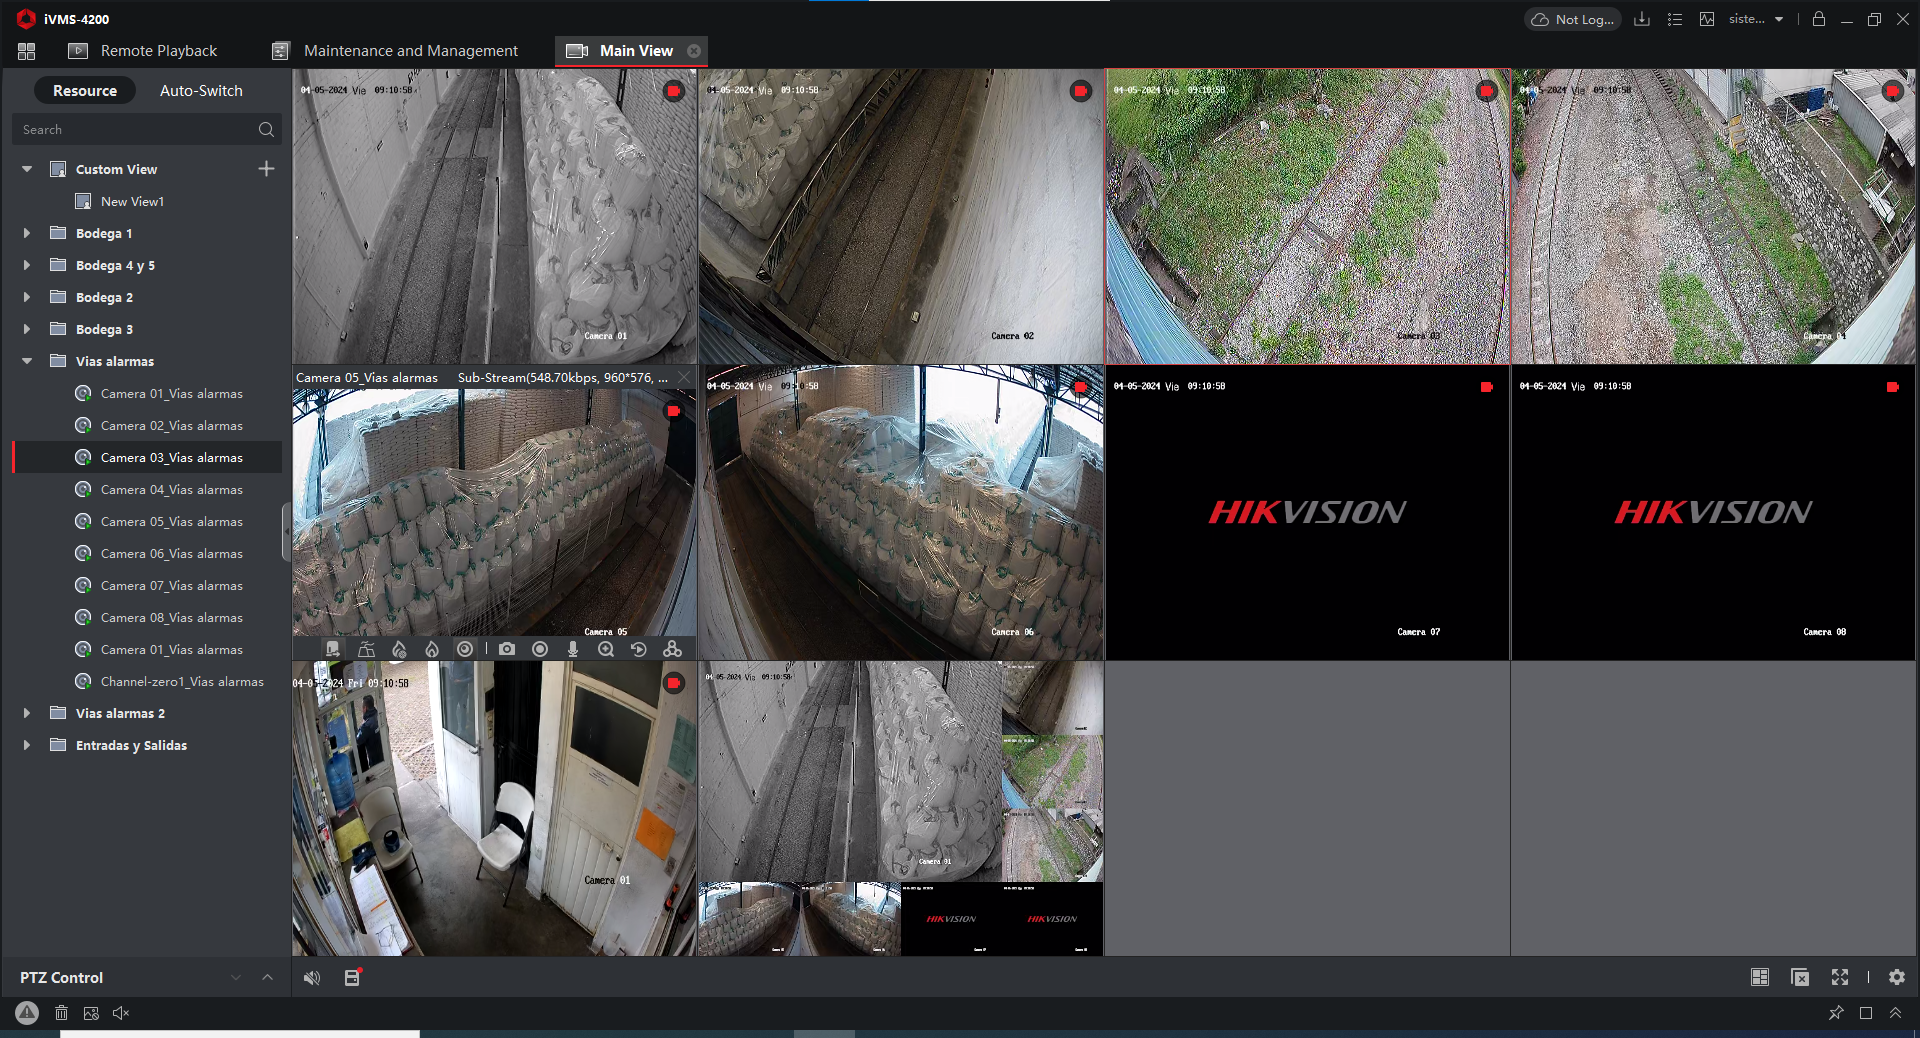 iVMS-4200
Not Log...
siste...
Remote Playback
Maintenance and Management
Main View
Resource
Auto-Switch
Search
Custom View
New View1
Bodega 1
Bodega 4 y 5
Bodega 2
Bodega 3
Vias alarmas
Camera 01_Vias alarmas
Camera 02_Vias alarmas
Camera 03_Vias alarmas
Camera 04_Vias alarmas
Camera 05_Vias alarmas
Camera 06_Vias alarmas
Camera 07_Vias alarmas
Camera 08_Vias alarmas
Camera 01_Vias alarmas
Channel-zero1_Vias alarmas
Vias alarmas 2
Entradas y Salidas
PTZ Control
04-05-2024 Vie 09:10:58
Camera 01
04-05-2024 Vie 09:10:58
Camera 02
04-05-2024 Vie 09:10:58
Camera 03
04-05-2024 Vie 09:10:58
Camera 04
Camera 05_Vias alarmas Sub-Stream(548.70kbps, 960*576, ...
Camera 05
04-05-2024 Vie 09:10:58
Camera 06
04-05-2024 Vie 09:10:58
HIKVISION
Camera 07
04-05-2024 Vie 09:10:58
HIKVISION
Camera 08
04-05-2024 Fri 09:10:58
Camera 01
04-05-2024 Vie 09:10:58
Camera 01
HIKVISION
HIKVISION